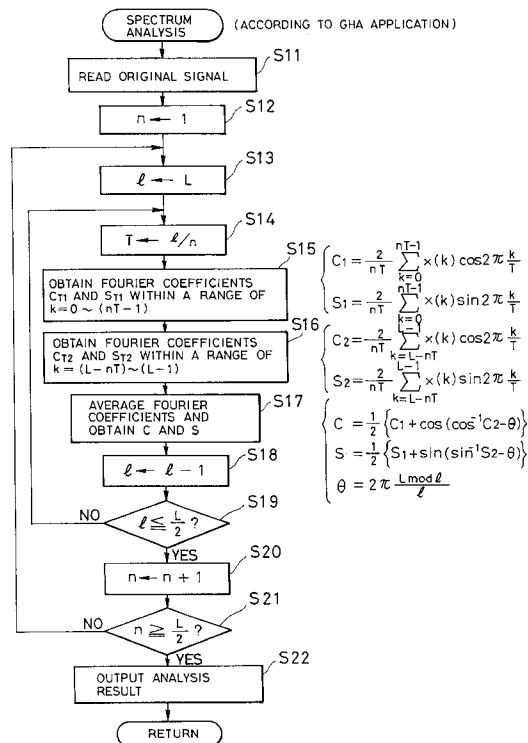 SPECTRUM ANALYSIS
(ACCORDING TO GHA APPLICATION)
S11
READ ORIGINAL SIGNAL
S12
n ← 1
S13
ℓ ← L
S14
T ← ℓ/n
S15
OBTAIN FOURIER COEFFICIENTS
CT1 AND ST1 WITHIN A RANGE OF
k=0 ~ (nT−1)
C1 = 2/nT Σ(k=0 to nT-1) x(k) cos2π k/T
S1 = 2/nT Σ(k=0 to nT-1) x(k) sin2π k/T
S16
OBTAIN FOURIER COEFFICIENTS
CT2 AND ST2 WITHIN A RANGE OF
k = (L−nT)~(L−1)
C2 = 2/nT Σ(k=L-nT to L-1) x(k) cos2π k/T
S2 = 2/nT Σ(k=L-nT to L-1) x(k) sin2π k/T
S17
AVERAGE FOURIER
COEFFICIENTS AND
OBTAIN C AND S
C = 1/2 {C1+cos(cos⁻¹C2−θ)}
S = 1/2 {S1+sin(sin⁻¹S2−θ)}
θ = 2π L mod ℓ/ℓ
S18
ℓ ← ℓ−1
S19
ℓ ≦ L/2 ?
NO
YES
S20
n ← n + 1
S21
n ≧ L/2 ?
NO
YES
S22
OUTPUT ANALYSIS
RESULT
RETURN